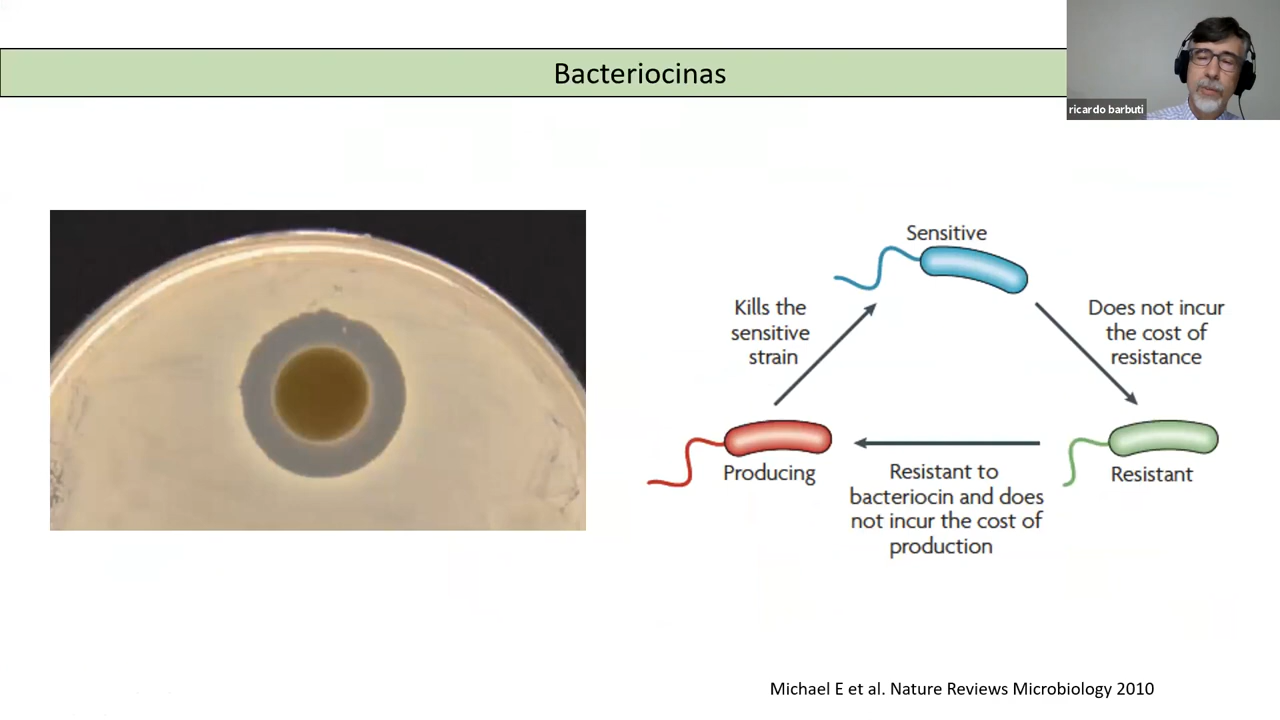 Bacteriocinas
ricardo barbuti
Sensitive
Kills the
sensitive
strain
Does not incur
the cost of
resistance
Producing
Resistant to
bacteriocin and does
not incur the cost of
production
Resistant
Michael E et al. Nature Reviews Microbiology 2010